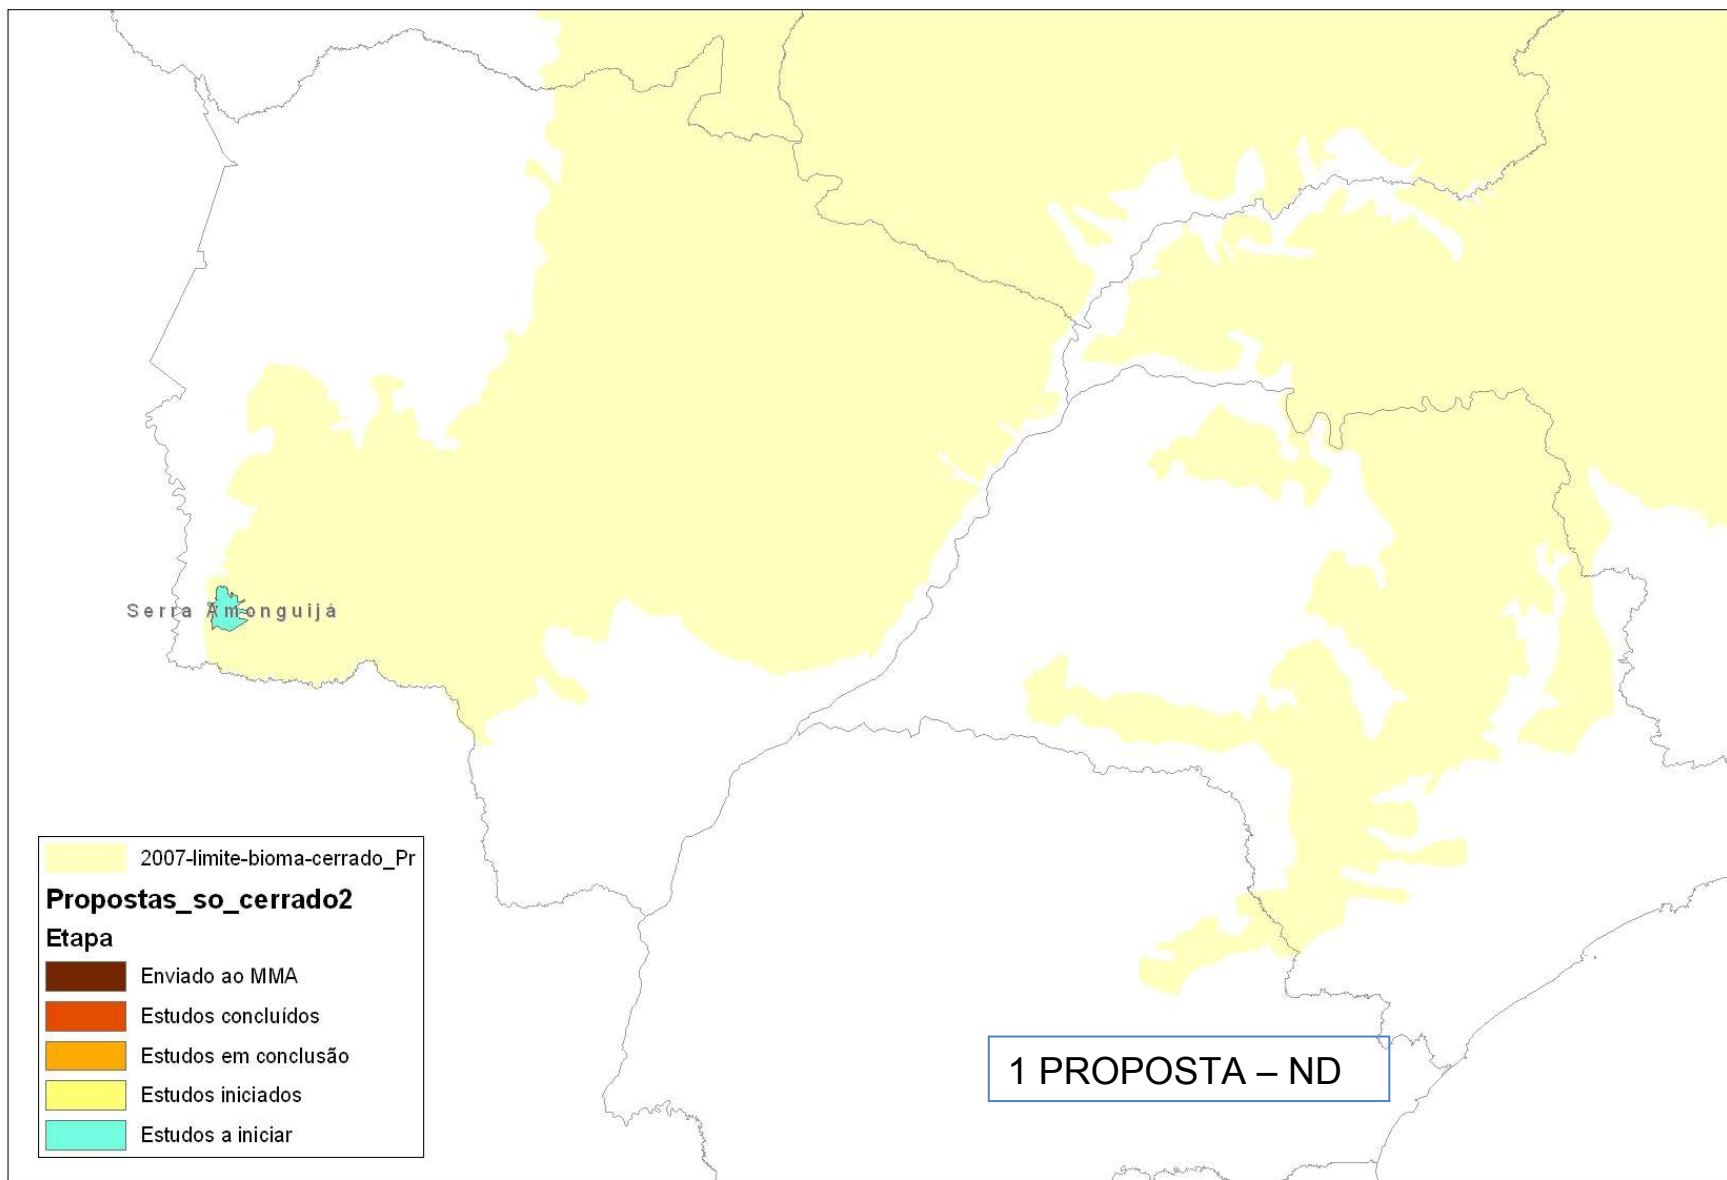 Serra Amonguijá
2007-limite-bioma-cerrado_Pr
Propostas_so_cerrado2
Etapa
Enviado ao MMA
Estudos concluídos
Estudos em conclusão
Estudos iniciados
Estudos a iniciar
1 PROPOSTA – ND